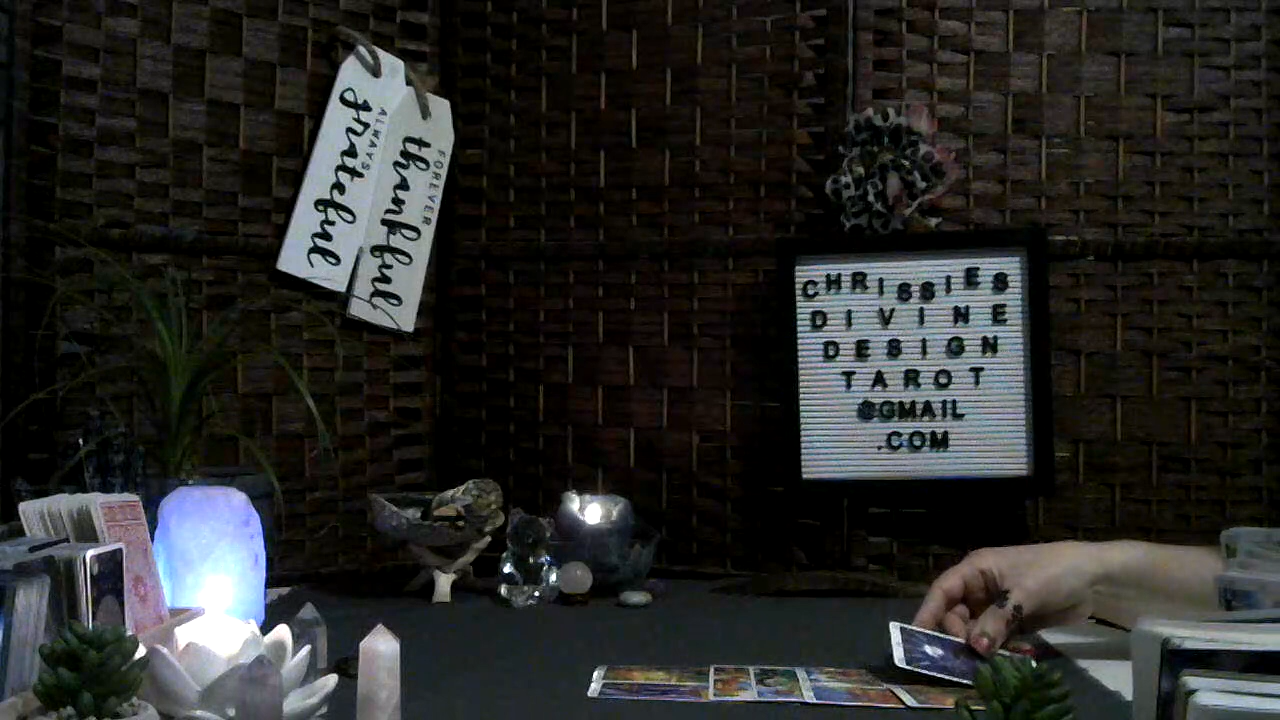 ALWAYS
grateful
FOREVER
thankful
CHRISSIES
DIVINE
DESIGN
TAROT
@GMAIL
.COM